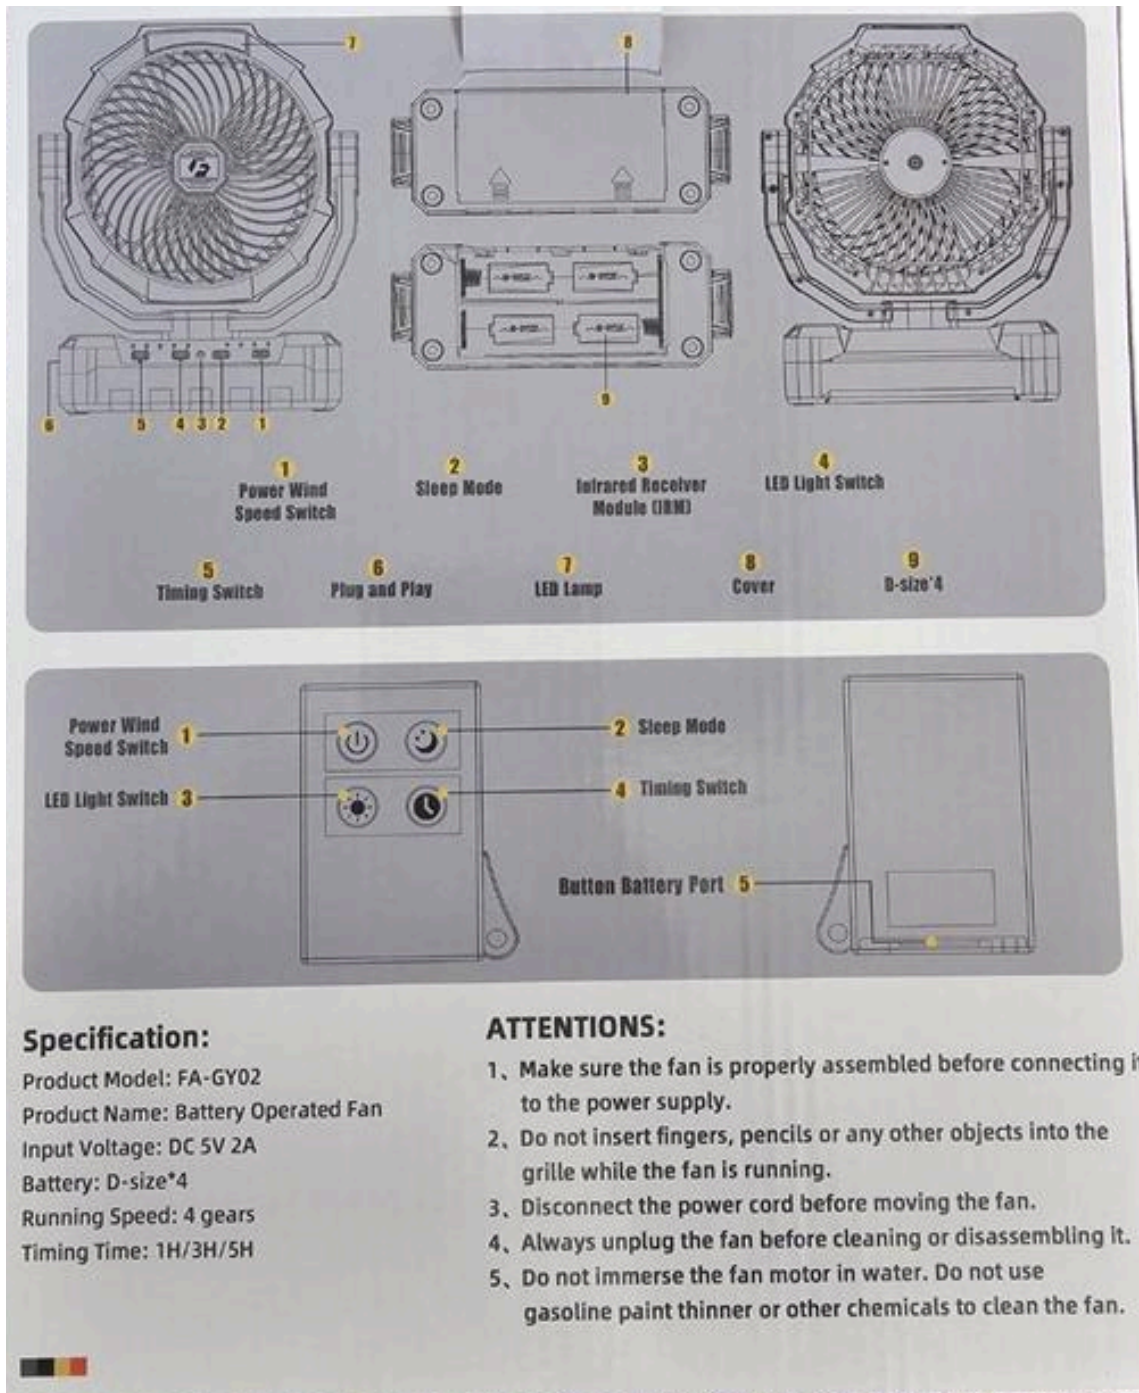 7
8
6
5
4
3
2
1
9
1
Power Wind
Speed Switch
2
Sleep Mode
3
Infrared Receiver
Module (IRM)
4
LED Light Switch
5
Timing Switch
6
Plug and Play
7
LED Lamp
8
Cover
9
D-size*4
Power Wind
Speed Switch 1
2 Sleep Mode
LED Light Switch 3
4 Timing Switch
Button Battery Port 5
Specification:
Product Model: FA-GY02
Product Name: Battery Operated Fan
Input Voltage: DC 5V 2A
Battery: D-size*4
Running Speed: 4 gears
Timing Time: 1H/3H/5H
ATTENTIONS:
1、Make sure the fan is properly assembled before connecting it
to the power supply.
2、Do not insert fingers, pencils or any other objects into the
grille while the fan is running.
3、Disconnect the power cord before moving the fan.
4、Always unplug the fan before cleaning or disassembling it.
5、Do not immerse the fan motor in water. Do not use
gasoline paint thinner or other chemicals to clean the fan.